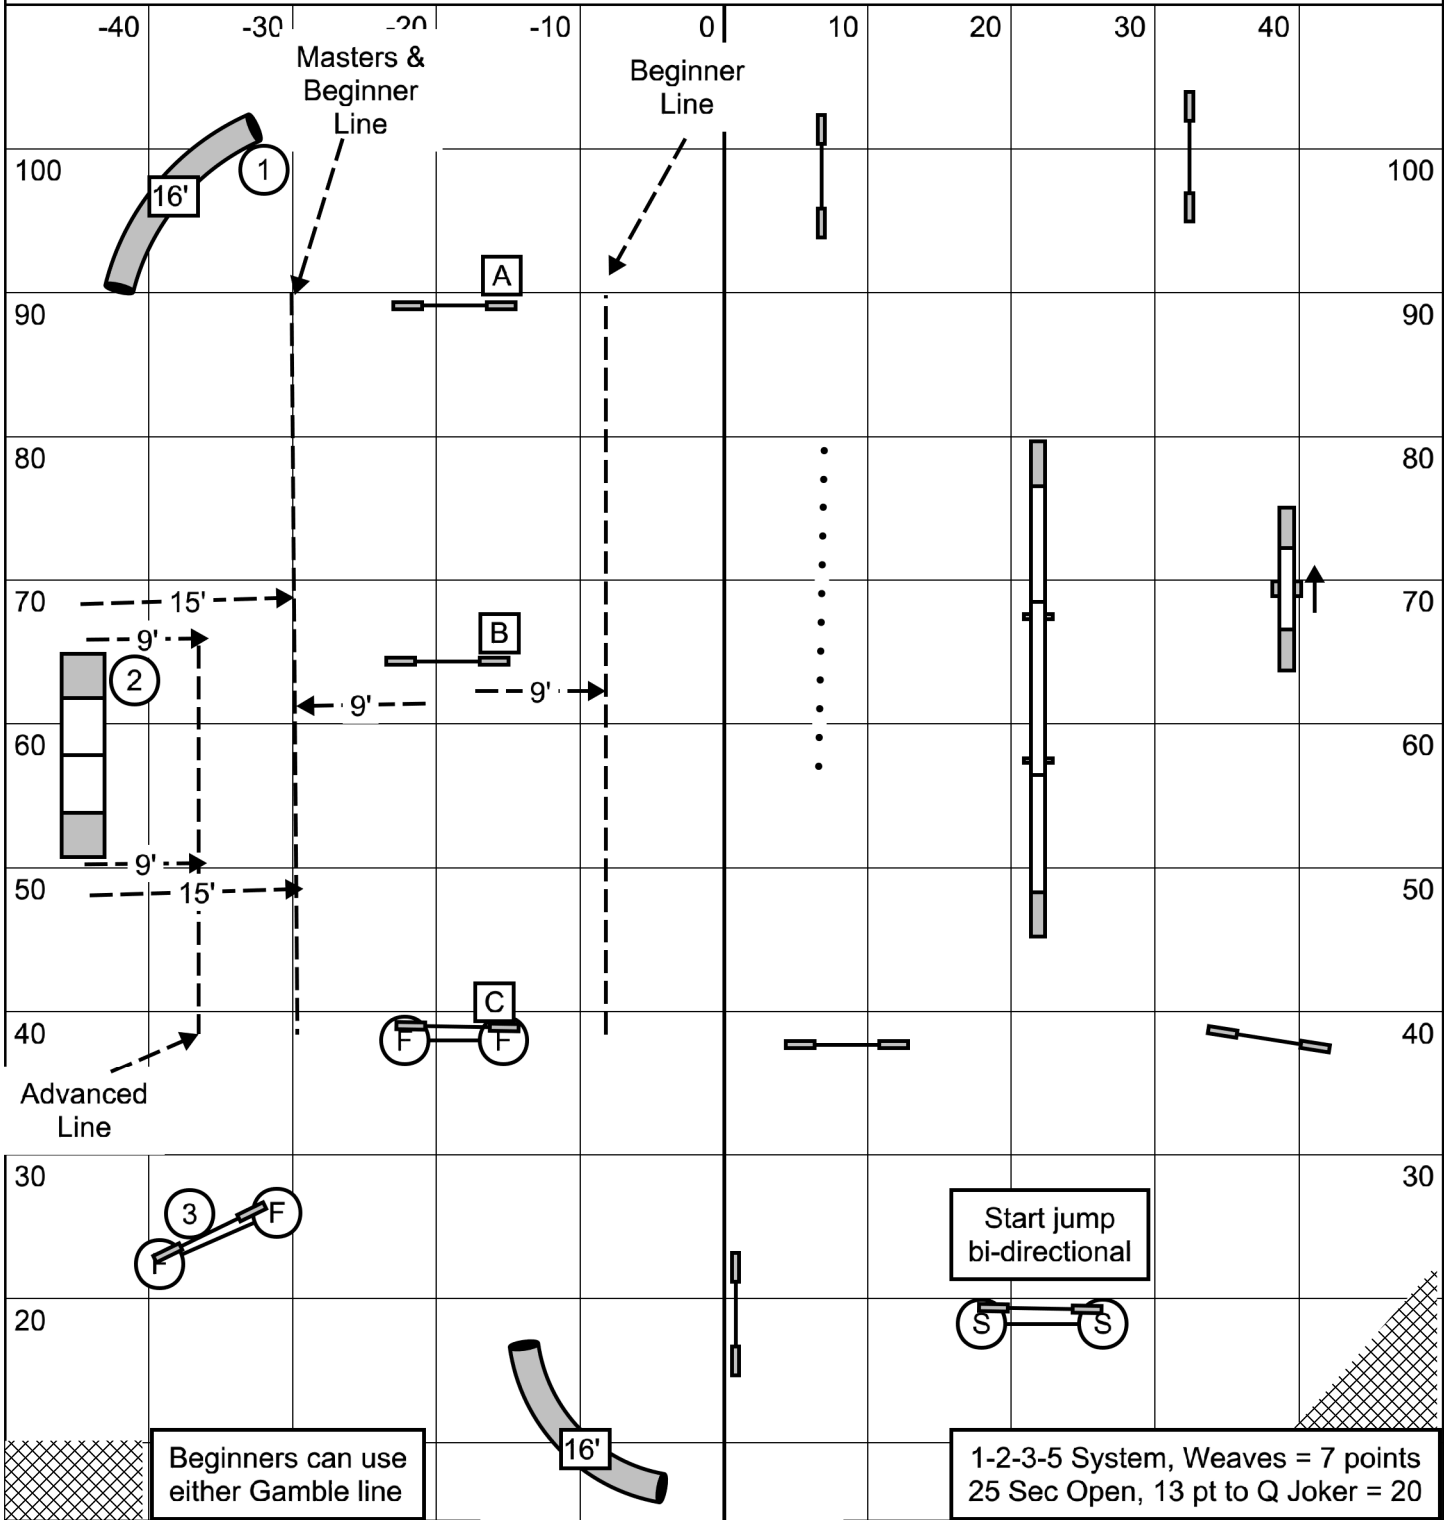 -40 -30 -20 -10 0 10 20 30 40
Masters &
Beginner
Line
Beginner
Line
100 100
1
16'
A
90 90
80 80
70 70
15'
9'
B
2
9'
9'
60 60
9'
50 50
15'
C
40 40
F F
Advanced
Line
30 30
3
F
F
Start jump
bi-directional
20
S S
16'
Beginners can use
either Gamble line
1-2-3-5 System, Weaves = 7 points
25 Sec Open, 13 pt to Q Joker = 20